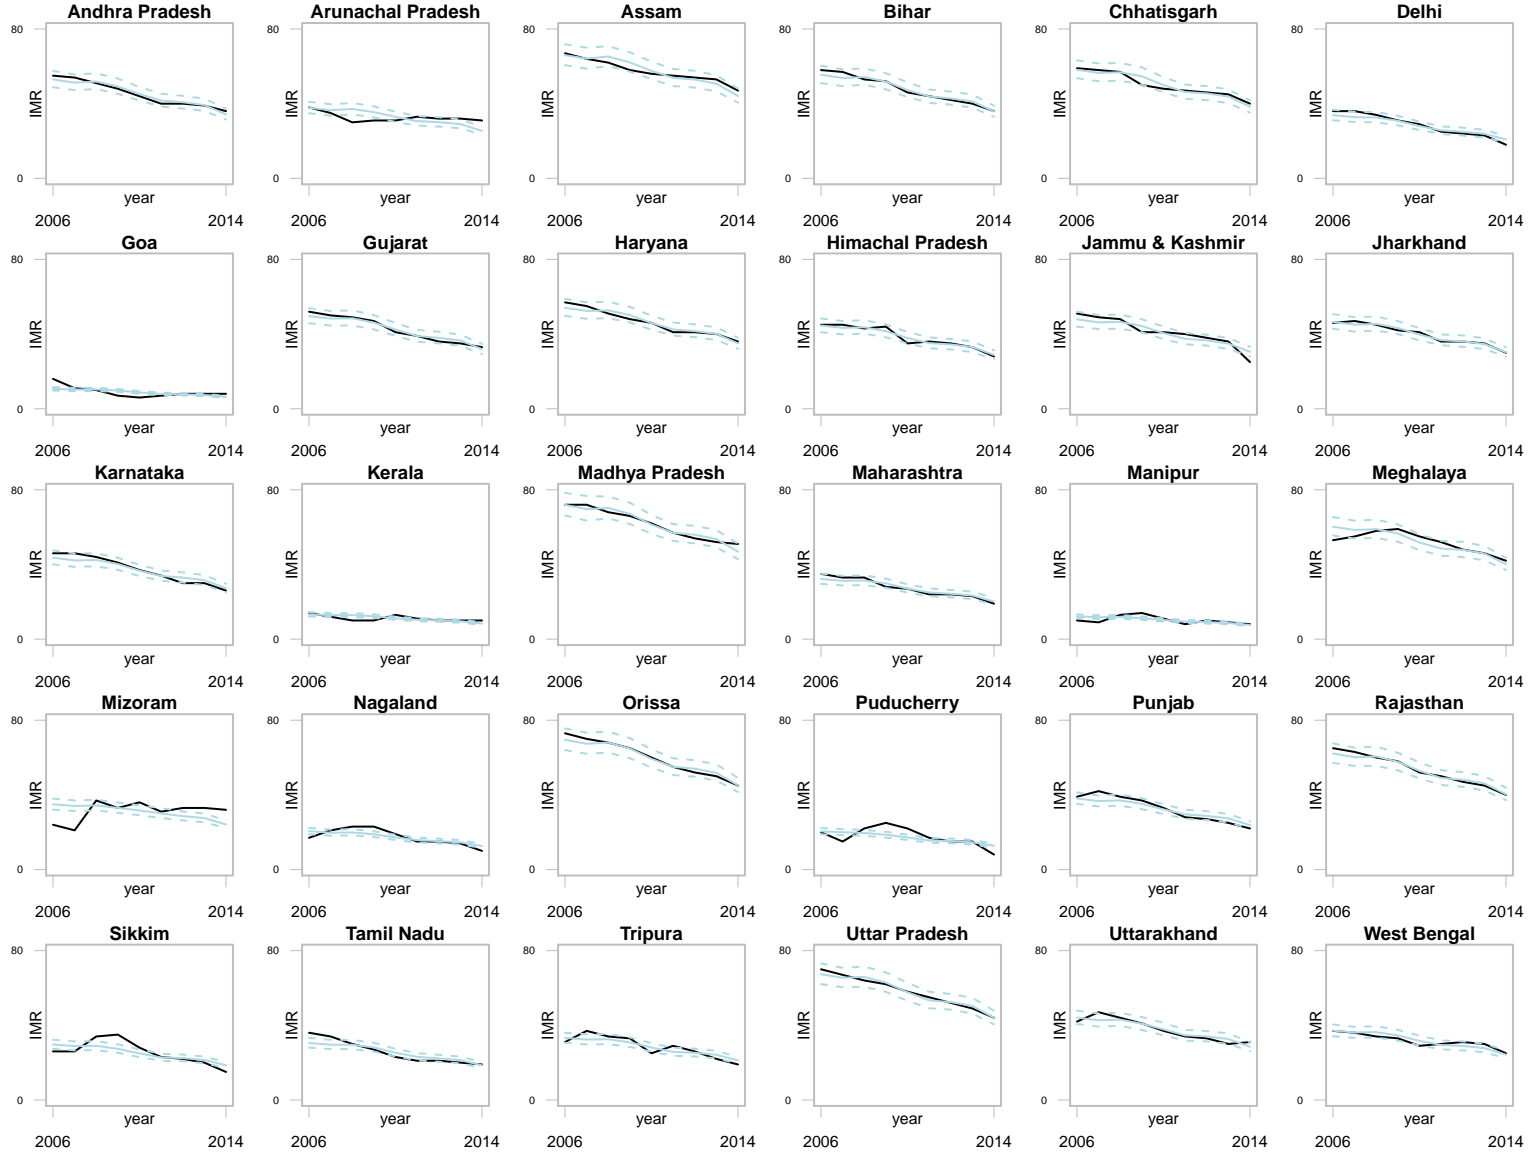 Andhra Pradesh Arunachal Pradesh Assam Bihar Chhatisgarh Delhi
80 80 80 80 80 80
IMR IMR IMR IMR IMR IMR
0 0 0 0 0 0
year year year year year year
2006 2014 2006 2014 2006 2014 2006 2014 2006 2014 2006 2014
Goa Gujarat Haryana Himachal Pradesh Jammu & Kashmir Jharkhand
80 80 80 80 80 80
IMR IMR IMR IMR IMR IMR
0 0 0 0 0 0
year year year year year year
2006 2014 2006 2014 2006 2014 2006 2014 2006 2014 2006 2014
Karnataka Kerala Madhya Pradesh Maharashtra Manipur Meghalaya
80 80 80 80 80 80
IMR IMR IMR IMR IMR IMR
0 0 0 0 0 0
year year year year year year
2006 2014 2006 2014 2006 2014 2006 2014 2006 2014 2006 2014
Mizoram Nagaland Orissa Puducherry Punjab Rajasthan
80 80 80 80 80 80
IMR IMR IMR IMR IMR IMR
0 0 0 0 0 0
year year year year year year
2006 2014 2006 2014 2006 2014 2006 2014 2006 2014 2006 2014
Sikkim Tamil Nadu Tripura Uttar Pradesh Uttarakhand West Bengal
80 80 80 80 80 80
IMR IMR IMR IMR IMR IMR
0 0 0 0 0 0
year year year year year year
2006 2014 2006 2014 2006 2014 2006 2014 2006 2014 2006 2014